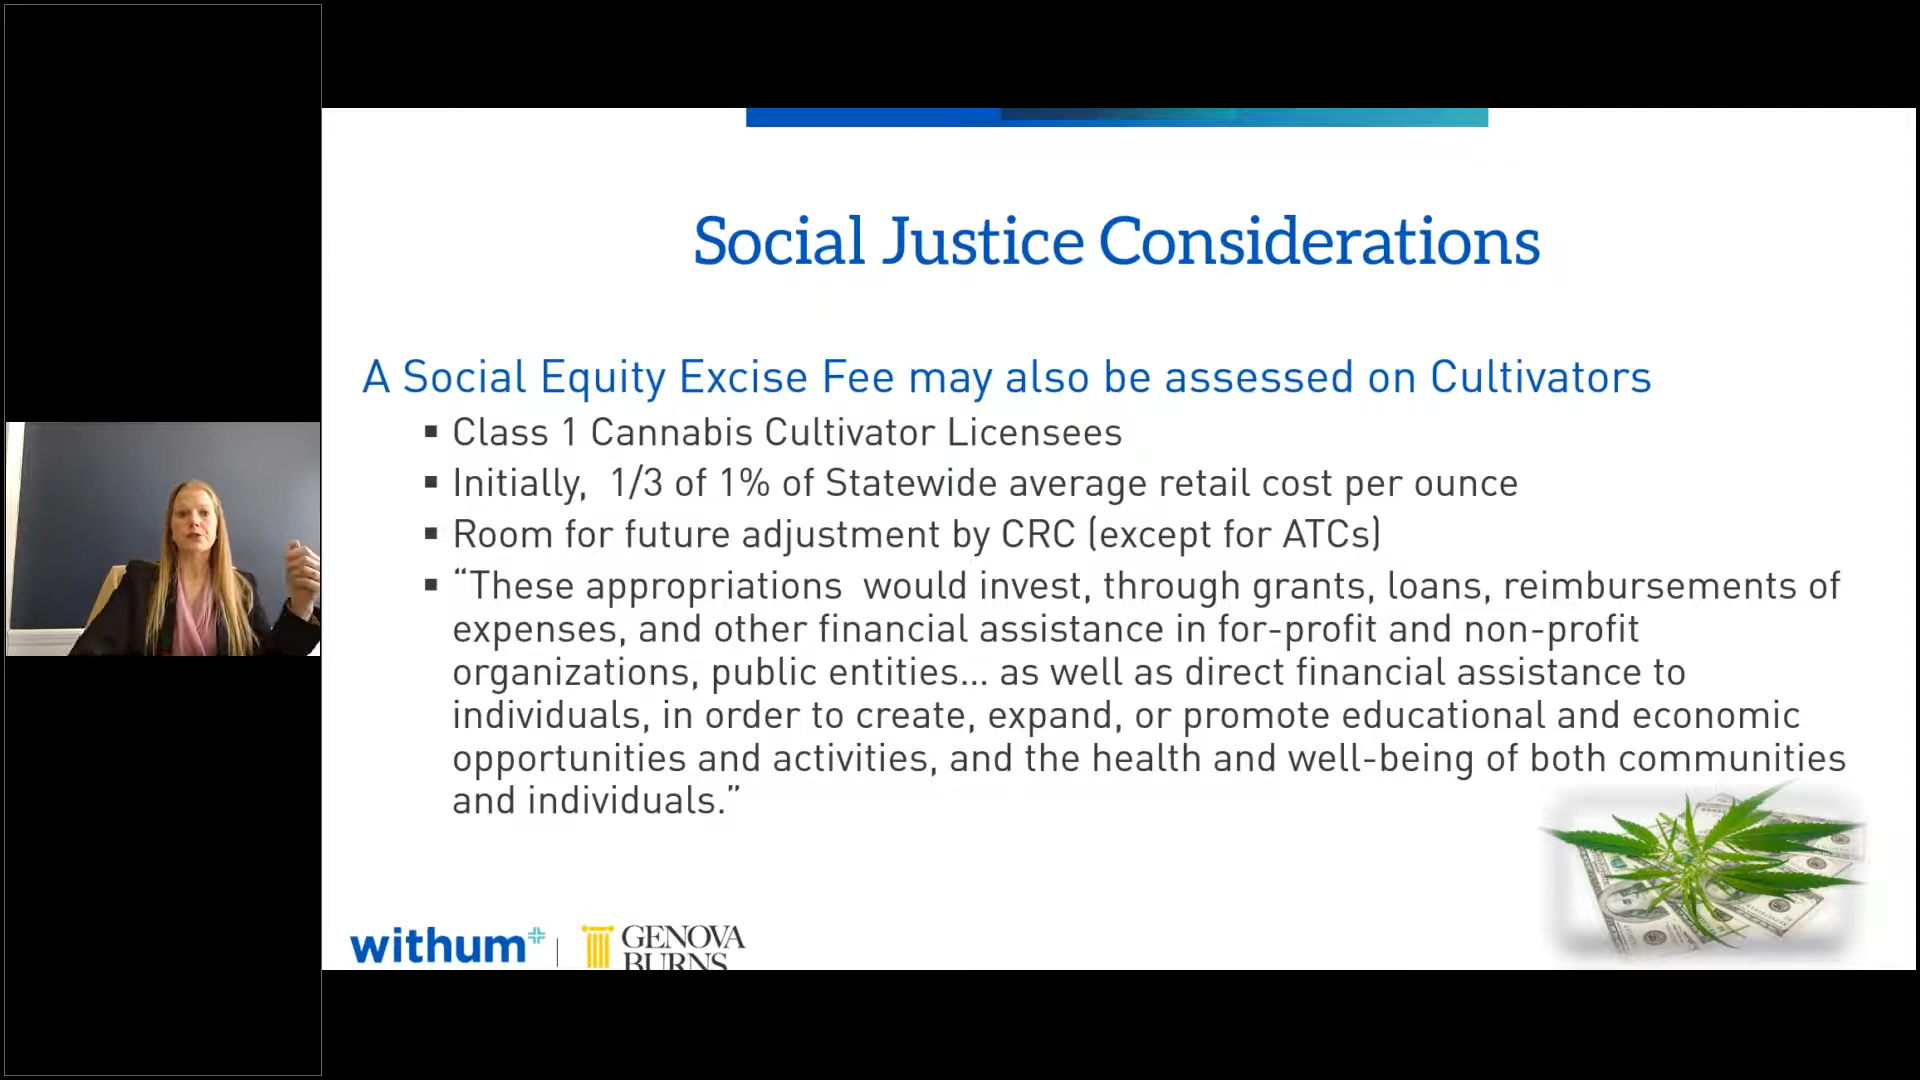 Social Justice Considerations
A Social Equity Excise Fee may also be assessed on Cultivators
▪ Class 1 Cannabis Cultivator Licensees
▪ Initially,  1/3 of 1% of Statewide average retail cost per ounce
▪ Room for future adjustment by CRC (except for ATCs)
▪ “These appropriations  would invest, through grants, loans, reimbursements of
expenses, and other financial assistance in for-profit and non-profit
organizations, public entities... as well as direct financial assistance to
individuals, in order to create, expand, or promote educational and economic
opportunities and activities, and the health and well-being of both communities
and individuals.”
withum+
GENOVA
BURNS